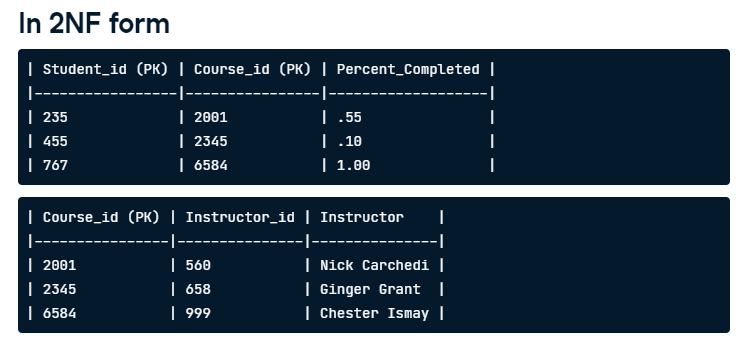 In 2NF form
| Student_id (PK) | Course_id (PK) | Percent_Completed |
|-----------------|----------------|-------------------|
| 235             | 2001           | .55               |
| 455             | 2345           | .10               |
| 767             | 6584           | 1.00              |
| Course_id (PK) | Instructor_id | Instructor    |
|----------------|---------------|---------------|
| 2001           | 560           | Nick Carchedi |
| 2345           | 658           | Ginger Grant  |
| 6584           | 999           | Chester Ismay |